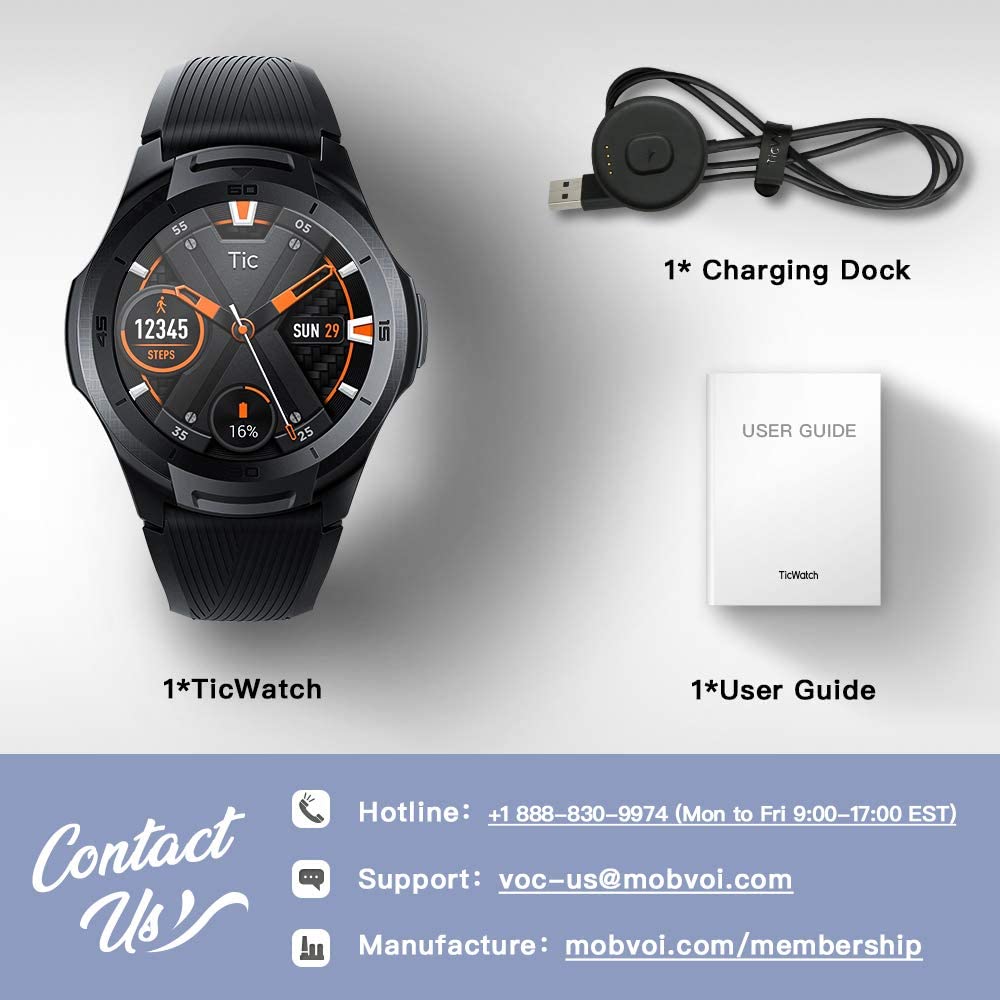 60
55
05
Tic
45
12345
STEPS
SUN 29
15
16%
35
25
30
TIC
1* Charging Dock
USER GUIDE
TicWatch
1*TicWatch
1*User Guide
Contact
Us
Hotline: +1 888-830-9974 (Mon to Fri 9:00-17:00 EST)
Support: voc-us@mobvoi.com
Manufacture: mobvoi.com/membership